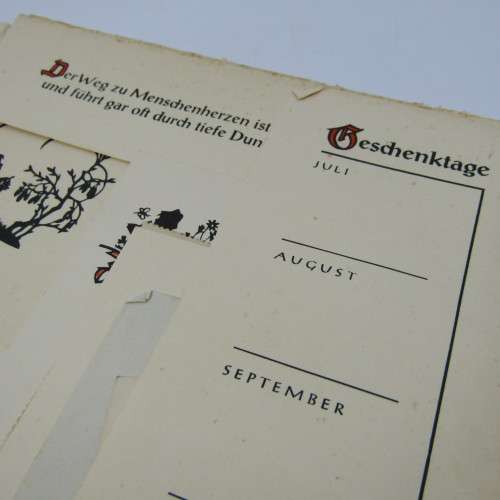 Der Weg zu Menschenherzen ist
und führt gar oft durch tiefe Dun
Geschenktage
JULI
AUGUST
SEPTEMBER